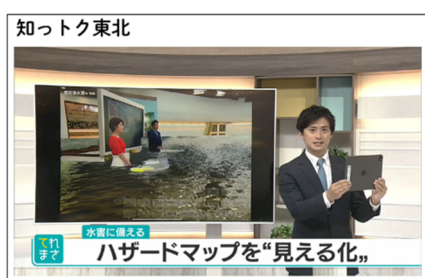 知っトク東北
水害に備える
てれ
まさ
ハザードマップを“見える化„